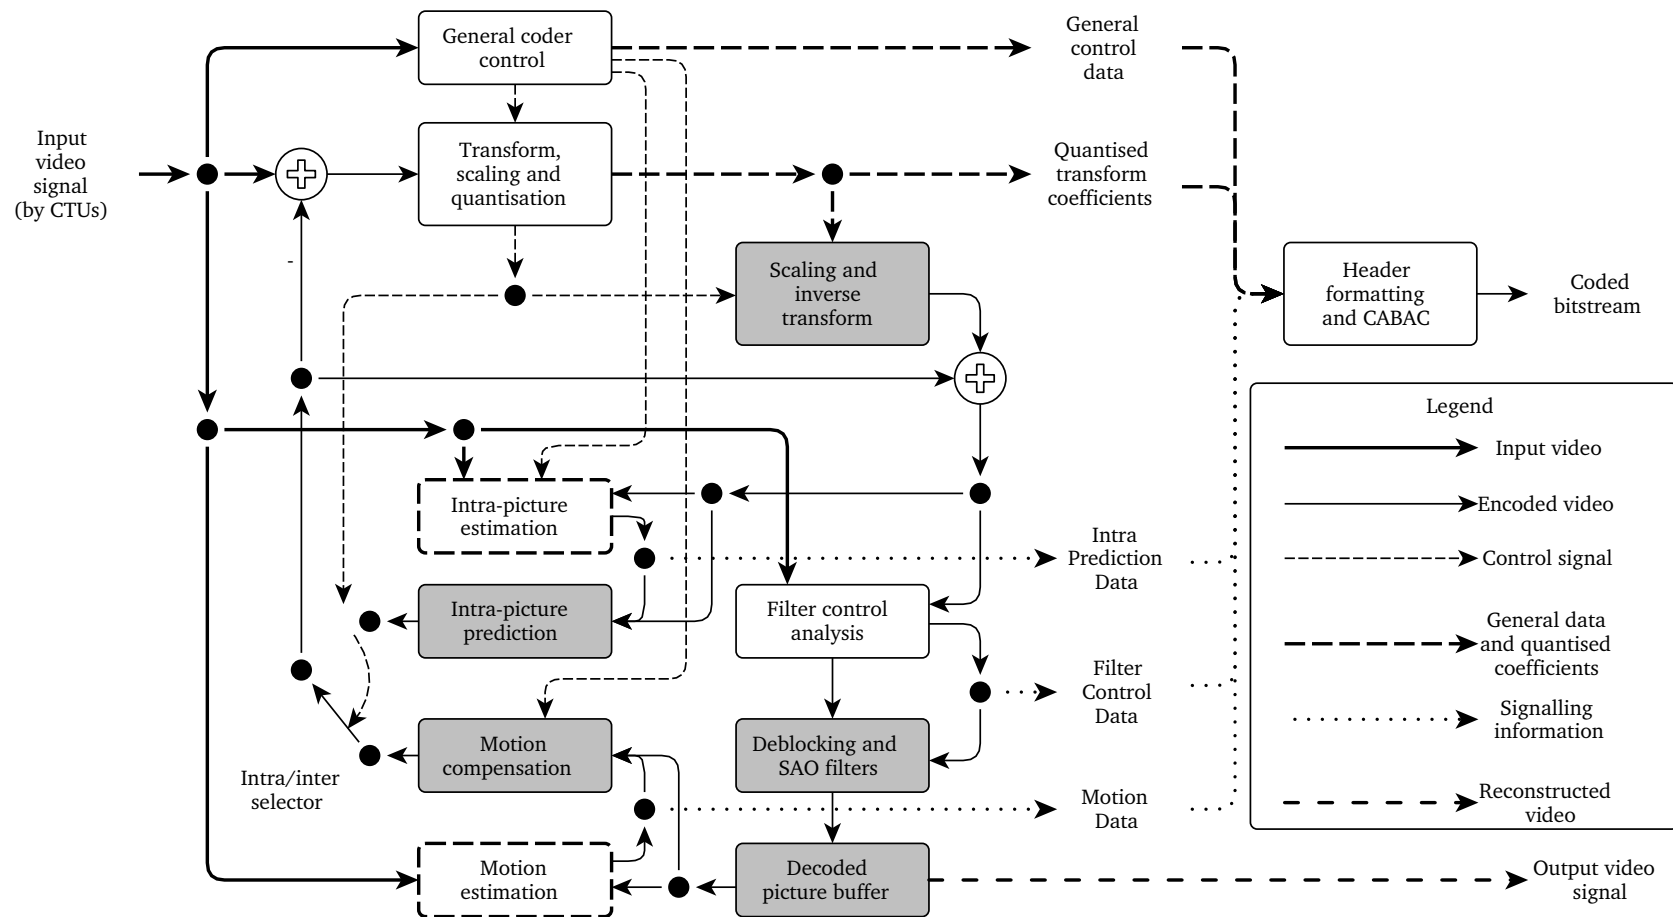 General coder
control
General
control
data
Input
video
signal
(by CTUs)
Transform,
scaling and
quantisation
Quantised
transform
coefficients
-
Scaling and
inverse
transform
Header
formatting
and CABAC
Coded
bitstream
Legend
Input video
Encoded video
Control signal
General data
and quantised
coefficients
Signalling
information
Reconstructed
video
Intra-picture
estimation
Intra
Prediction
Data
Intra-picture
prediction
Filter control
analysis
Filter
Control
Data
Motion
compensation
Deblocking and
SAO filters
Intra/inter
selector
Motion
Data
Motion
estimation
Decoded
picture buffer
Output video
signal